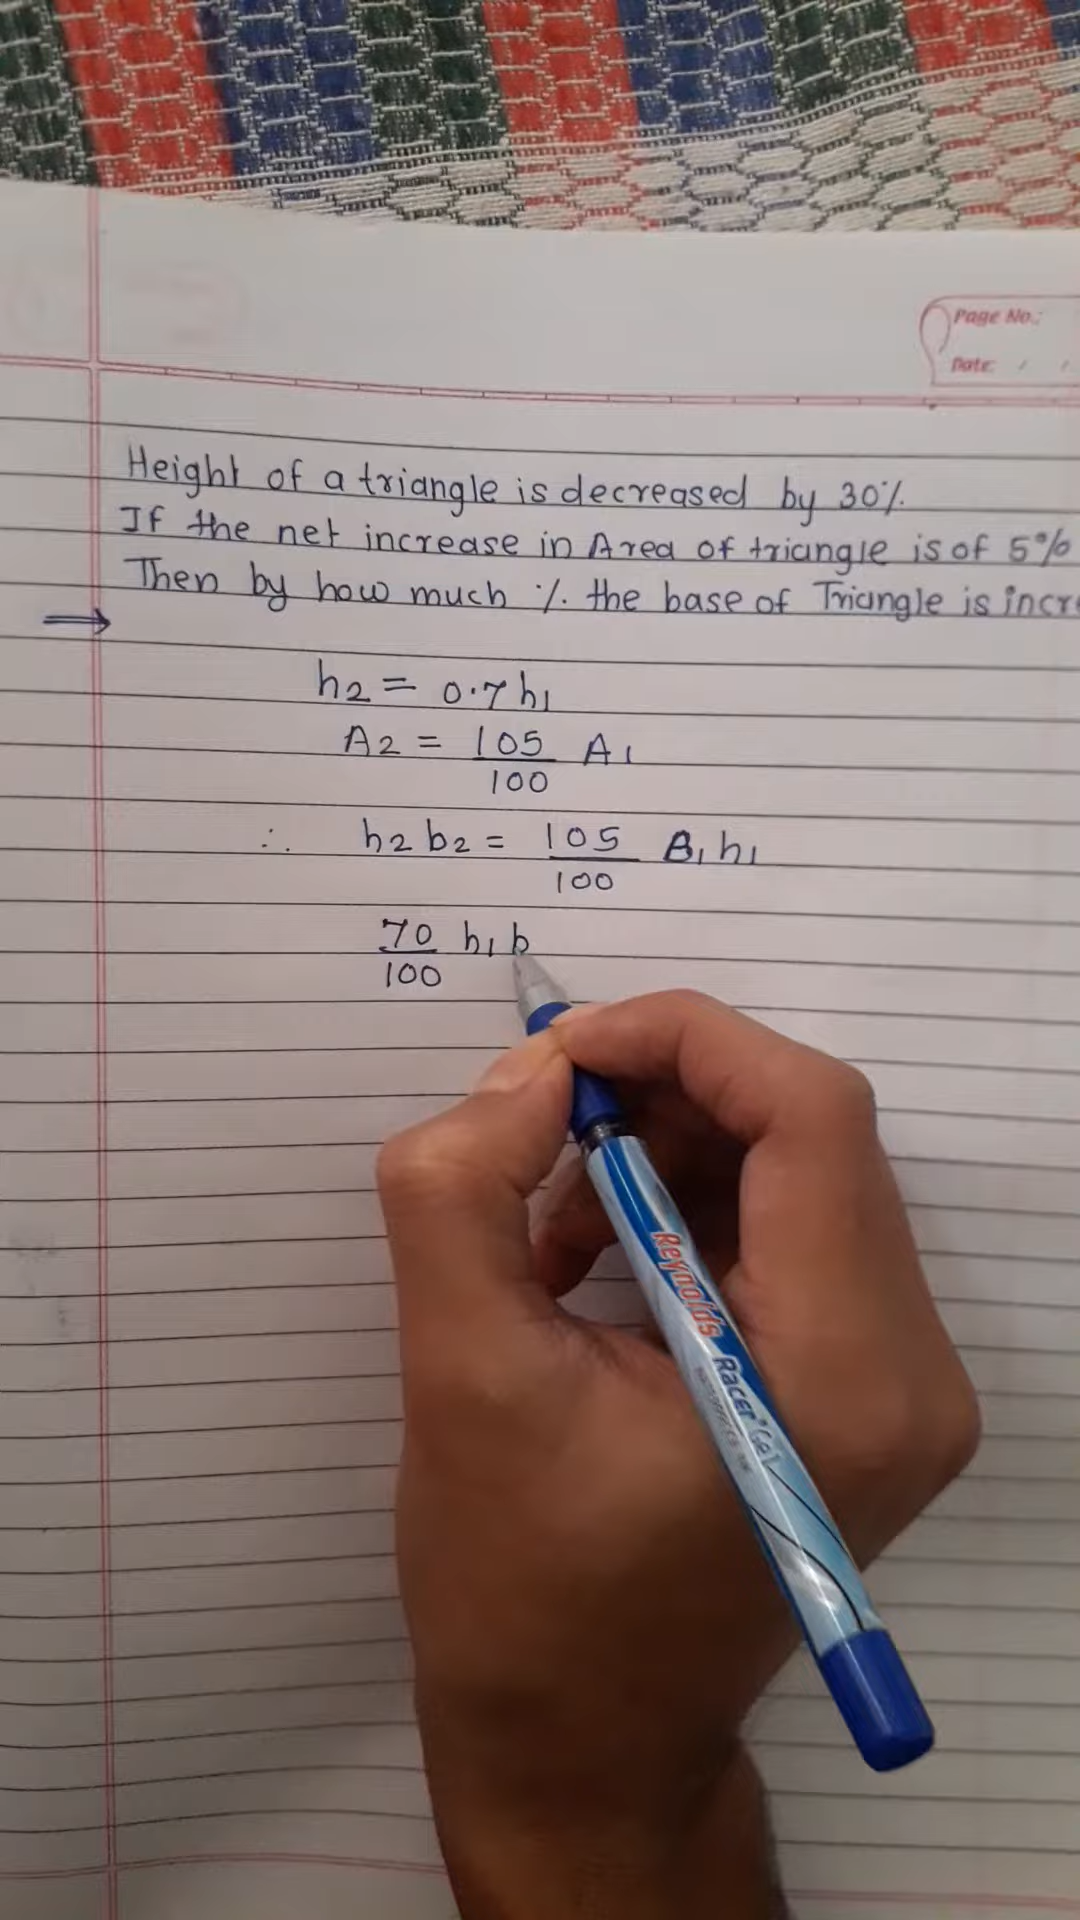 Page No.:
Date: / /
Height of a triangle is decreased by 30%.
If the net increase in Area of triangle is of 5%
Then by how much % the base of Triangle is incre
⟹
h2 = 0.7 h1
A2 = 105/100 A1
∴ h2 b2 = 105/100 B1 h1
70/100 h1 b
Reynolds Racer Gel